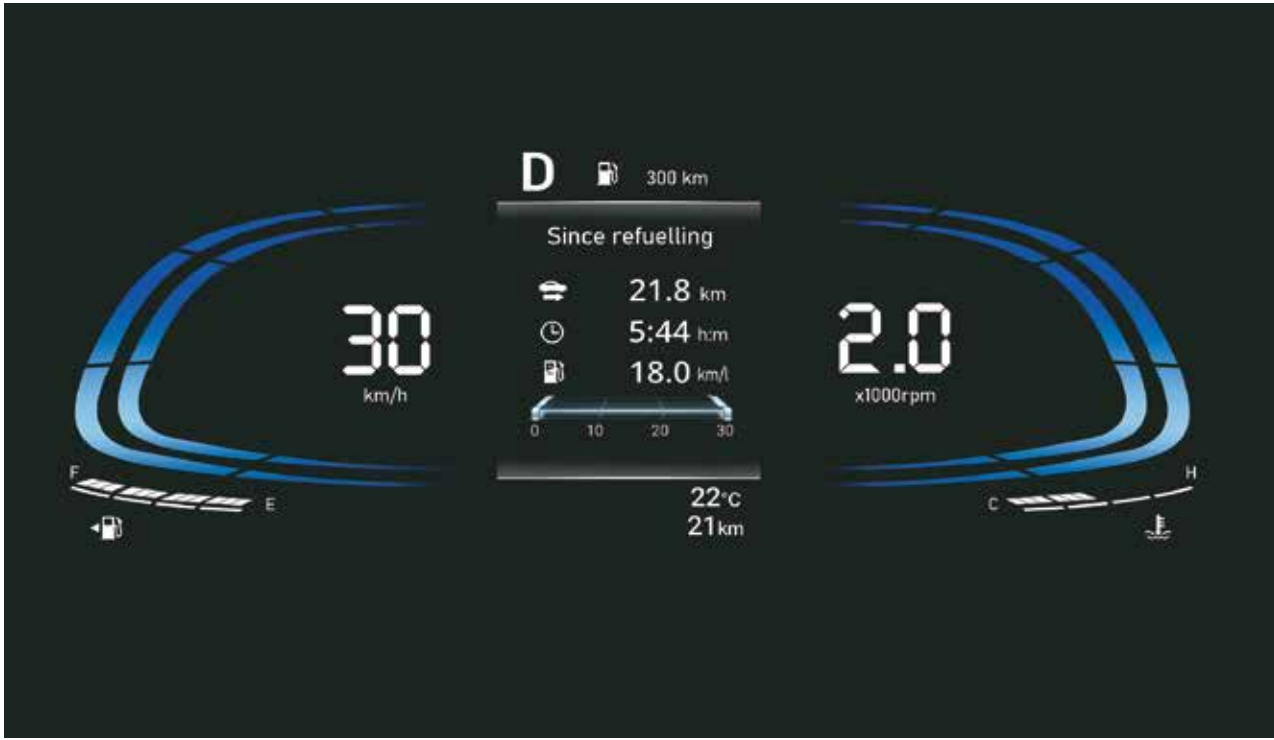 D 300 km
Since refuelling
21.8 km
5:44 h:m
18.0 km/l
0 10 20 30
30
km/h
2.0
x1000rpm
F
E
C
H
22°C
21km